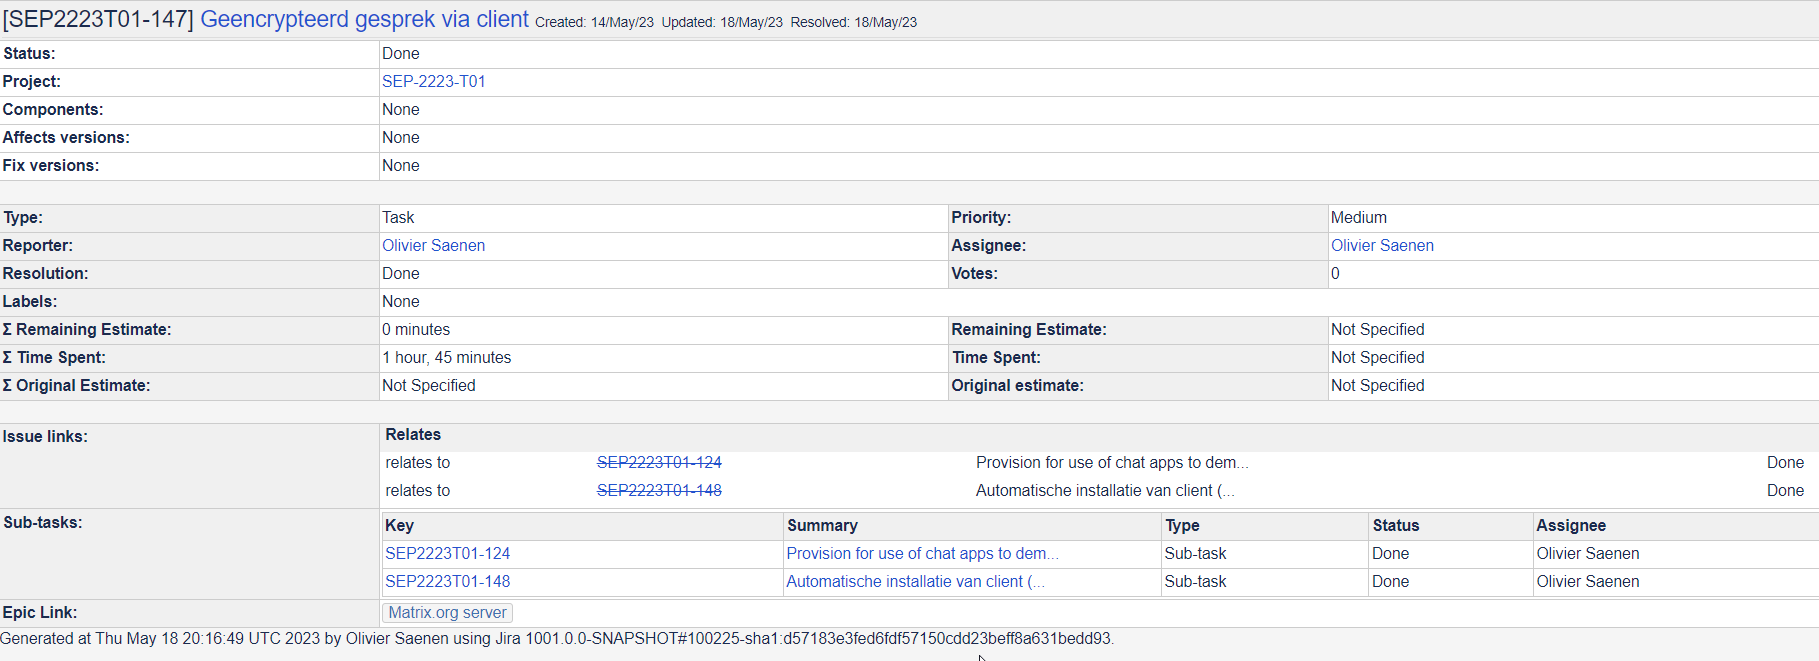 [SEP2223T01-147] Geencrypteerd gesprek via client Created: 14/May/23 Updated: 18/May/23 Resolved: 18/May/23
Status: Done
Project: SEP-2223-T01
Components: None
Affects versions: None
Fix versions: None
Type: Task Priority: Medium
Reporter: Olivier Saenen Assignee: Olivier Saenen
Resolution: Done Votes: 0
Labels: None
Σ Remaining Estimate: 0 minutes Remaining Estimate: Not Specified
Σ Time Spent: 1 hour, 45 minutes Time Spent: Not Specified
Σ Original Estimate: Not Specified Original estimate: Not Specified
Issue links: Relates
relates to SEP2223T01-124 Provision for use of chat apps to dem... Done
relates to SEP2223T01-148 Automatische installatie van client (... Done
Sub-tasks: Key Summary Type Status Assignee
SEP2223T01-124 Provision for use of chat apps to dem... Sub-task Done Olivier Saenen
SEP2223T01-148 Automatische installatie van client (... Sub-task Done Olivier Saenen
Epic Link: Matrix.org server
Generated at Thu May 18 20:16:49 UTC 2023 by Olivier Saenen using Jira 1001.0.0-SNAPSHOT#100225-sha1:d57183e3fed6fdf57150cdd23beff8a631bedd93.